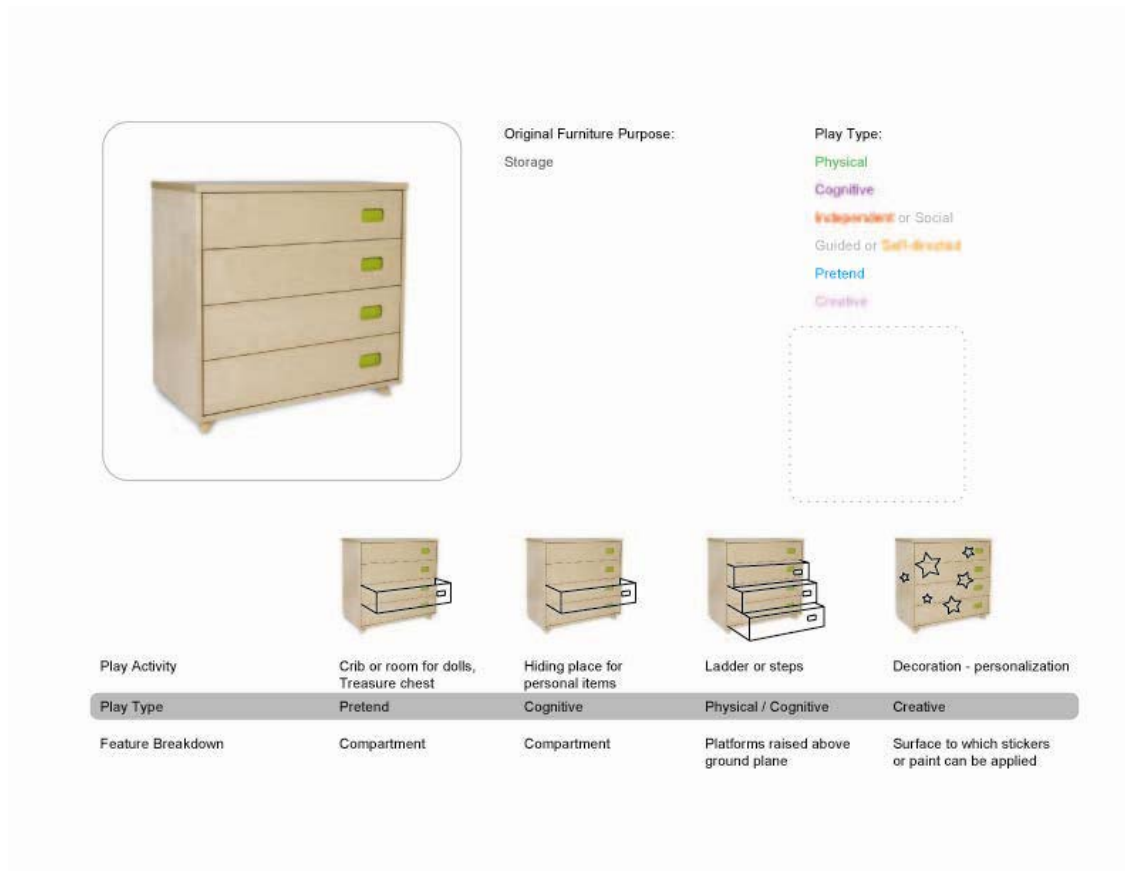 Original Furniture Purpose:
Storage
Play Type:
Physical
Cognitive
Independent or Social
Guided or Self-directed
Pretend
Creative
Play Activity
Crib or room for dolls,
Treasure chest
Hiding place for
personal items
Ladder or steps
Decoration - personalization
Play Type
Pretend
Cognitive
Physical / Cognitive
Creative
Feature Breakdown
Compartment
Compartment
Platforms raised above
ground plane
Surface to which stickers
or paint can be applied